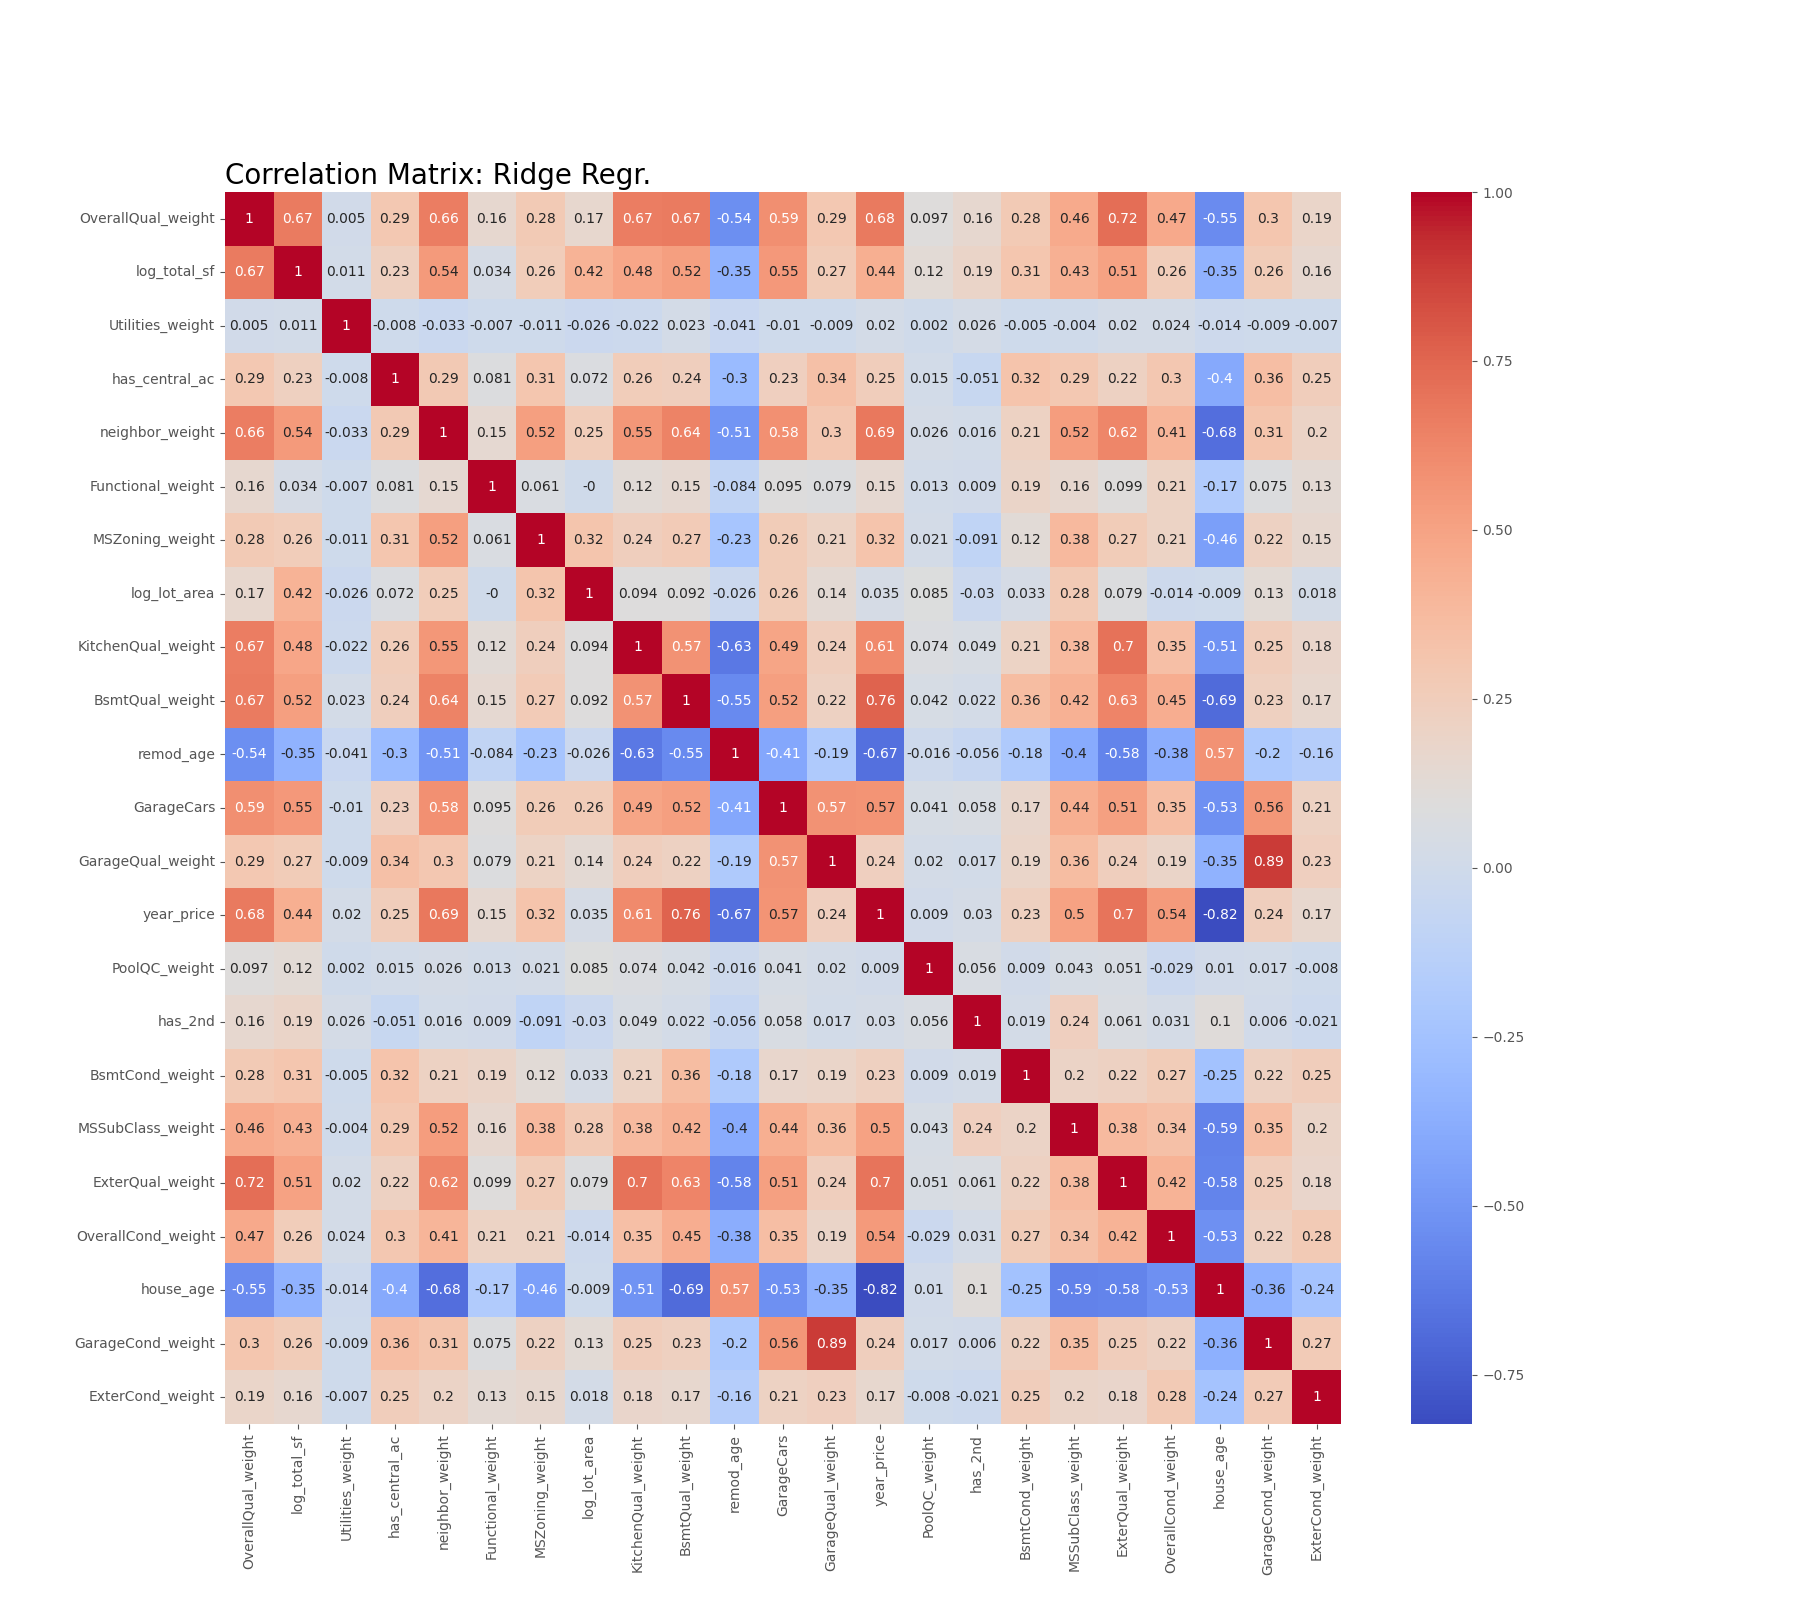 Correlation Matrix: Ridge Regr.
OverallQual_weight 1 0.67 0.005 0.29 0.66 0.16 0.28 0.17 0.67 0.67 -0.54 0.59 0.29 0.68 0.097 0.16 0.28 0.46 0.72 0.47 -0.55 0.3 0.19
log_total_sf 0.67 1 0.011 0.23 0.54 0.034 0.26 0.42 0.48 0.52 -0.35 0.55 0.27 0.44 0.12 0.19 0.31 0.43 0.51 0.26 -0.35 0.26 0.16
Utilities_weight 0.005 0.011 1 -0.008 -0.033 -0.007 -0.011 -0.026 -0.022 0.023 -0.041 -0.01 -0.009 0.02 0.002 0.026 -0.005 -0.004 0.02 0.024 -0.014 -0.009 -0.007
has_central_ac 0.29 0.23 -0.008 1 0.29 0.081 0.31 0.072 0.26 0.24 -0.3 0.23 0.34 0.25 0.015 -0.051 0.32 0.29 0.22 0.3 -0.4 0.36 0.25
neighbor_weight 0.66 0.54 -0.033 0.29 1 0.15 0.52 0.25 0.55 0.64 -0.51 0.58 0.3 0.69 0.026 0.016 0.21 0.52 0.62 0.41 -0.68 0.31 0.2
Functional_weight 0.16 0.034 -0.007 0.081 0.15 1 0.061 -0 0.12 0.15 -0.084 0.095 0.079 0.15 0.013 0.009 0.19 0.16 0.099 0.21 -0.17 0.075 0.13
MSZoning_weight 0.28 0.26 -0.011 0.31 0.52 0.061 1 0.32 0.24 0.27 -0.23 0.26 0.21 0.32 0.021 -0.091 0.12 0.38 0.27 0.21 -0.46 0.22 0.15
log_lot_area 0.17 0.42 -0.026 0.072 0.25 -0 0.32 1 0.094 0.092 -0.026 0.26 0.14 0.035 0.085 -0.03 0.033 0.28 0.079 -0.014 -0.009 0.13 0.018
KitchenQual_weight 0.67 0.48 -0.022 0.26 0.55 0.12 0.24 0.094 1 0.57 -0.63 0.49 0.24 0.61 0.074 0.049 0.21 0.38 0.7 0.35 -0.51 0.25 0.18
BsmtQual_weight 0.67 0.52 0.023 0.24 0.64 0.15 0.27 0.092 0.57 1 -0.55 0.52 0.22 0.76 0.042 0.022 0.36 0.42 0.63 0.45 -0.69 0.23 0.17
remod_age -0.54 -0.35 -0.041 -0.3 -0.51 -0.084 -0.23 -0.026 -0.63 -0.55 1 -0.41 -0.19 -0.67 -0.016 -0.056 -0.18 -0.4 -0.58 -0.38 0.57 -0.2 -0.16
GarageCars 0.59 0.55 -0.01 0.23 0.58 0.095 0.26 0.26 0.49 0.52 -0.41 1 0.57 0.57 0.041 0.058 0.17 0.44 0.51 0.35 -0.53 0.56 0.21
GarageQual_weight 0.29 0.27 -0.009 0.34 0.3 0.079 0.21 0.14 0.24 0.22 -0.19 0.57 1 0.24 0.02 0.017 0.19 0.36 0.24 0.19 -0.35 0.89 0.23
year_price 0.68 0.44 0.02 0.25 0.69 0.15 0.32 0.035 0.61 0.76 -0.67 0.57 0.24 1 0.009 0.03 0.23 0.5 0.7 0.54 -0.82 0.24 0.17
PoolQC_weight 0.097 0.12 0.002 0.015 0.026 0.013 0.021 0.085 0.074 0.042 -0.016 0.041 0.02 0.009 1 0.056 0.009 0.043 0.051 -0.029 0.01 0.017 -0.008
has_2nd 0.16 0.19 0.026 -0.051 0.016 0.009 -0.091 -0.03 0.049 0.022 -0.056 0.058 0.017 0.03 0.056 1 0.019 0.24 0.061 0.031 0.1 0.006 -0.021
BsmtCond_weight 0.28 0.31 -0.005 0.32 0.21 0.19 0.12 0.033 0.21 0.36 -0.18 0.17 0.19 0.23 0.009 0.019 1 0.2 0.22 0.27 -0.25 0.22 0.25
MSSubClass_weight 0.46 0.43 -0.004 0.29 0.52 0.16 0.38 0.28 0.38 0.42 -0.4 0.44 0.36 0.5 0.043 0.24 0.2 1 0.38 0.34 -0.59 0.35 0.2
ExterQual_weight 0.72 0.51 0.02 0.22 0.62 0.099 0.27 0.079 0.7 0.63 -0.58 0.51 0.24 0.7 0.051 0.061 0.22 0.38 1 0.42 -0.58 0.25 0.18
OverallCond_weight 0.47 0.26 0.024 0.3 0.41 0.21 0.21 -0.014 0.35 0.45 -0.38 0.35 0.19 0.54 -0.029 0.031 0.27 0.34 0.42 1 -0.53 0.22 0.28
house_age -0.55 -0.35 -0.014 -0.4 -0.68 -0.17 -0.46 -0.009 -0.51 -0.69 0.57 -0.53 -0.35 -0.82 0.01 0.1 -0.25 -0.59 -0.58 -0.53 1 -0.36 -0.24
GarageCond_weight 0.3 0.26 -0.009 0.36 0.31 0.075 0.22 0.13 0.25 0.23 -0.2 0.56 0.89 0.24 0.017 0.006 0.22 0.35 0.25 0.22 -0.36 1 0.27
ExterCond_weight 0.19 0.16 -0.007 0.25 0.2 0.13 0.15 0.018 0.18 0.17 -0.16 0.21 0.23 0.17 -0.008 -0.021 0.25 0.2 0.18 0.28 -0.24 0.27 1
OverallQual_weight
log_total_sf
Utilities_weight
has_central_ac
neighbor_weight
Functional_weight
MSZoning_weight
log_lot_area
KitchenQual_weight
BsmtQual_weight
remod_age
GarageCars
GarageQual_weight
year_price
PoolQC_weight
has_2nd
BsmtCond_weight
MSSubClass_weight
ExterQual_weight
OverallCond_weight
house_age
GarageCond_weight
ExterCond_weight
1.00
0.75
0.50
0.25
0.00
−0.25
−0.50
−0.75